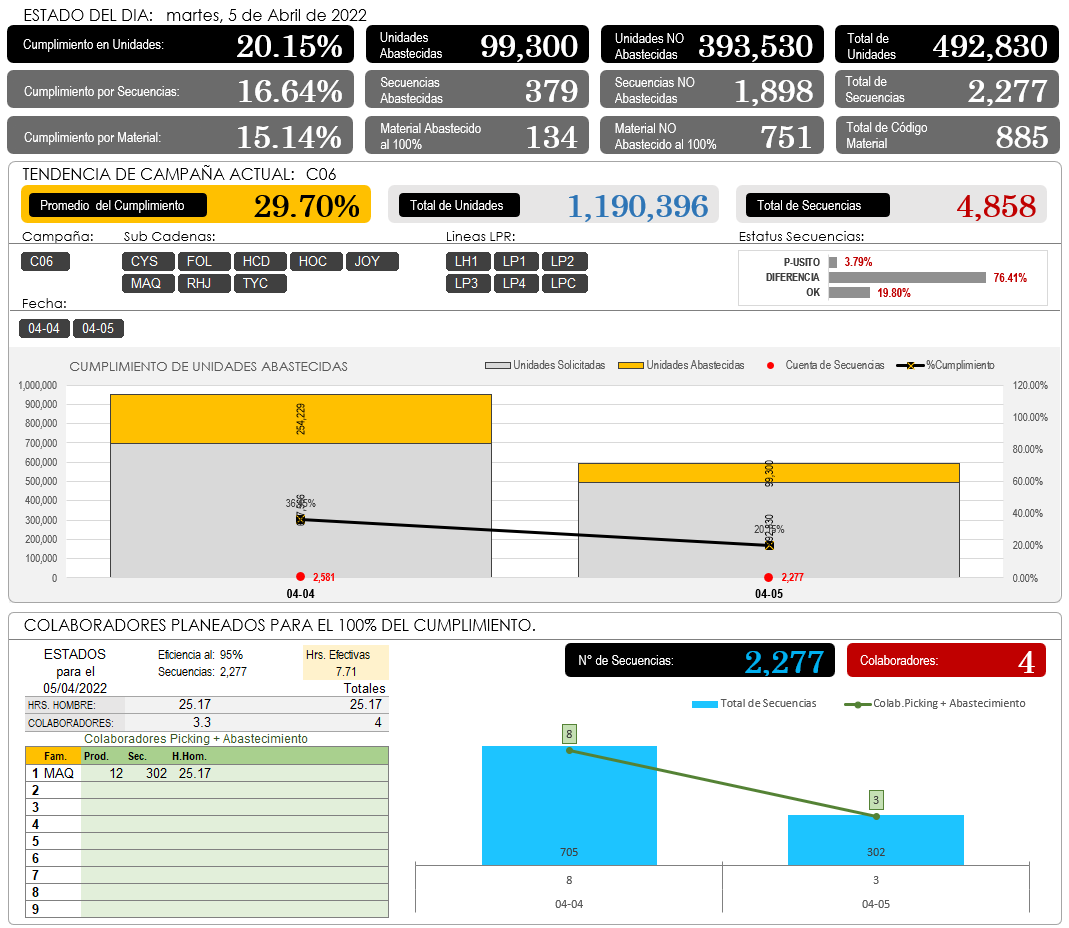 ESTADO DEL DIA: martes, 5 de Abril de 2022
Cumplimiento en Unidades: 20.15%
Unidades Abastecidas 99,300
Unidades NO Abastecidas 393,530
Total de Unidades 492,830
Cumplimiento por Secuencias: 16.64%
Secuencias Abastecidas 379
Secuencias NO Abastecidas 1,898
Total de Secuencias 2,277
Cumplimiento por Material: 15.14%
Material Abastecido al 100% 134
Material NO Abastecido al 100% 751
Total de Código Material 885
TENDENCIA DE CAMPAÑA ACTUAL: C06
Promedio del Cumplimiento 29.70%
Total de Unidades 1,190,396
Total de Secuencias 4,858
Campaña: Sub Cadenas: Lineas LPR: Estatus Secuencias:
C06 CYS FOL HCD HOC JOY LH1 LP1 LP2
MAQ RHJ TYC LP3 LP4 LPC
P-USITO 3.79%
DIFERENCIA 76.41%
OK 19.80%
Fecha:
04-04 04-05
CUMPLIMIENTO DE UNIDADES ABASTECIDAS
Unidades Solicitadas Unidades Abastecidas Cuenta de Secuencias %Cumplimiento
1,000,000 120.00%
900,000
800,000 100.00%
700,000
600,000 80.00%
500,000 60.00%
400,000
300,000 40.00%
200,000 20.00%
100,000
0 0.00%
254,229
99,300
2,581
2,277
04-04 04-05
COLABORADORES PLANEADOS PARA EL 100% DEL CUMPLIMIENTO.
ESTADOS
para el
05/04/2022
Eficiencia al: 95%
Secuencias: 2,277
Hrs. Efectivas
7.71
Totales
HRS. HOMBRE: 25.17 25.17
COLABORADORES: 3.3 4
Colaboradores Picking + Abastecimiento
Fam. Prod. Sec. H.Hom.
1 MAQ 12 302 25.17
2
3
4
5
6
7
8
9
N° de Secuencias: 2,277
Colaboradores: 4
Total de Secuencias Colab.Picking + Abastecimiento
8
3
705 302
8 3
04-04 04-05